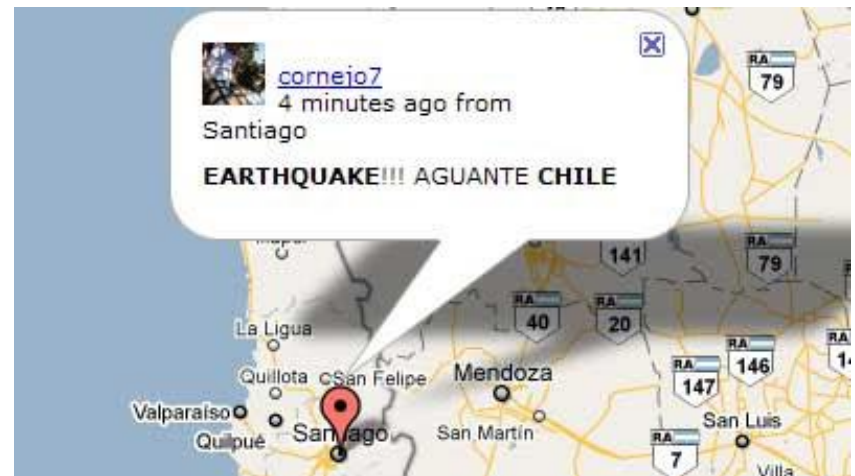 cornejo7
4 minutes ago from
Santiago
EARTHQUAKE!!! AGUANTE CHILE
RA
79
141
RA
79
RA
40
RA
20
La Ligua
RA
146
RA
Quillota
San Felipe
Mendoza
RA
147
Valparaíso
Quilpué
Santiago
San Martín
San Luis
RA
7
Villa